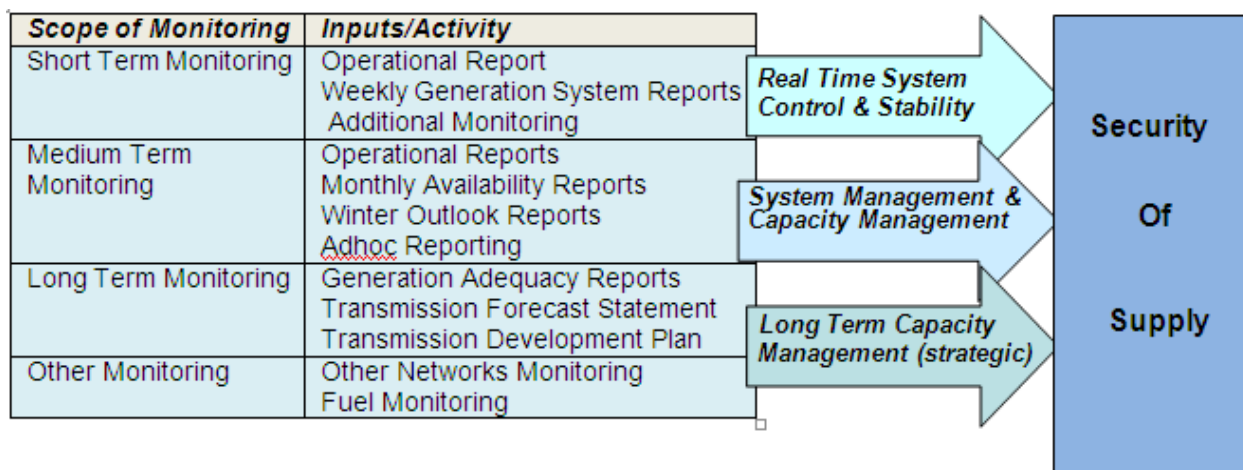 Scope of Monitoring Inputs/Activity
Short Term Monitoring Operational Report
Weekly Generation System Reports
Additional Monitoring
Medium Term Operational Reports
Monitoring Monthly Availability Reports
Winter Outlook Reports
Adhoc Reporting
Long Term Monitoring Generation Adequacy Reports
Transmission Forecast Statement
Transmission Development Plan
Other Monitoring Other Networks Monitoring
Fuel Monitoring
Real Time System
Control & Stability
System Management &
Capacity Management
Long Term Capacity
Management (strategic)
Security
Of
Supply